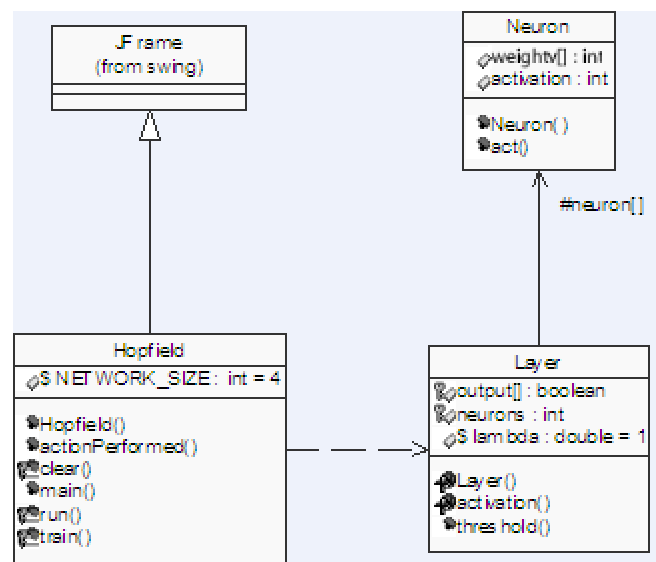 JFrame
(from swing)
Neuron
weightv[] : int
activation : int
Neuron()
act()
#neuron[]
Hopfield
$ NETWORK_SIZE : int = 4
Hopfield()
actionPerformed()
clear()
main()
run()
train()
Layer
output[] : boolean
neurons : int
$ lambda : double = 1
Layer()
activation()
threshold()